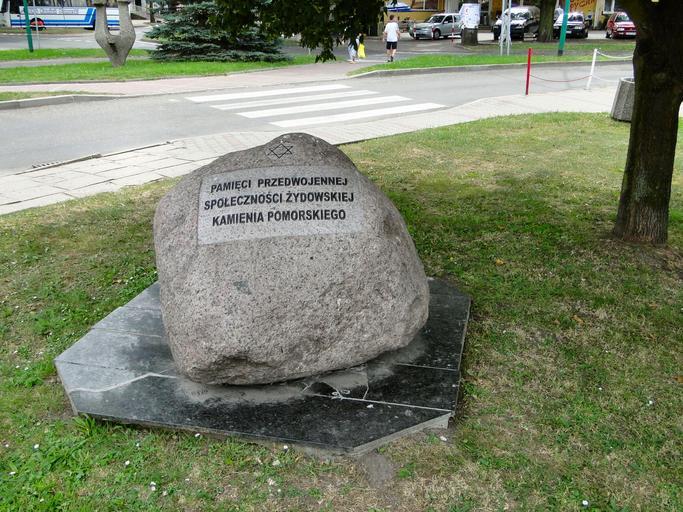 PAMIĘCI PRZEDWOJENNEJ
SPOŁECZNOŚCI ŻYDOWSKIEJ
KAMIENIA POMORSKIEGO